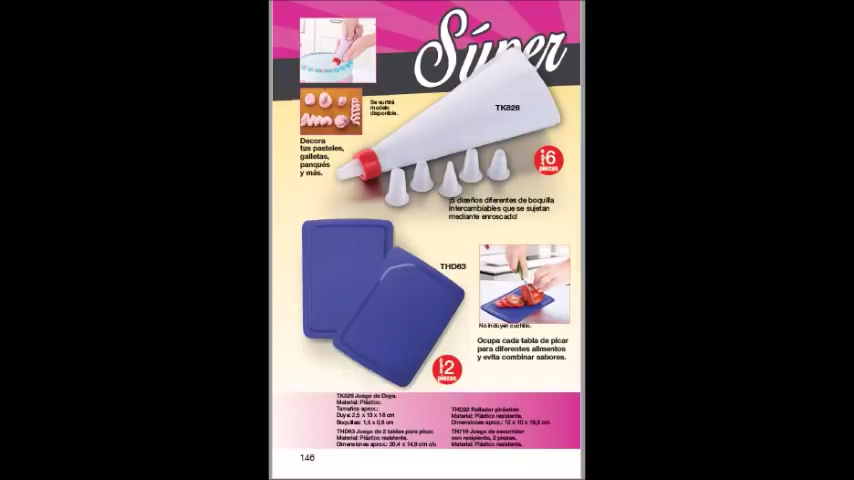 Súper
TK826
Se surtirá
modelo
disponible.
Decora
tus pasteles,
galletas,
panqués
y más.
6
piezas
¡5 diseños diferentes de boquilla
intercambiables que se sujetan
mediante enroscado!
THD63
No incluyen cuchillo.
Ocupa cada tabla de picar
para diferentes alimentos
y evita combinar sabores.
2
piezas
TK826 Juego de Duya.
Material: Plástico.
Tamaños aprox.:
Duya: 2,5 x 13 x 18 cm
Boquillas: 1,5 x 0,8 cm
THD63 Juego de 2 tablas para picar.
Material: Plástico resistente.
Dimensiones aprox.: 20,4 x 14,9 cm c/u
Rallador pirámide
Material: Plástico resistente.
Dimensiones aprox.: 12 x 10 x 18,5 cm
TH719 Juego de escurridor
con recipiente, 2 piezas.
Material: Plástico resistente.
146